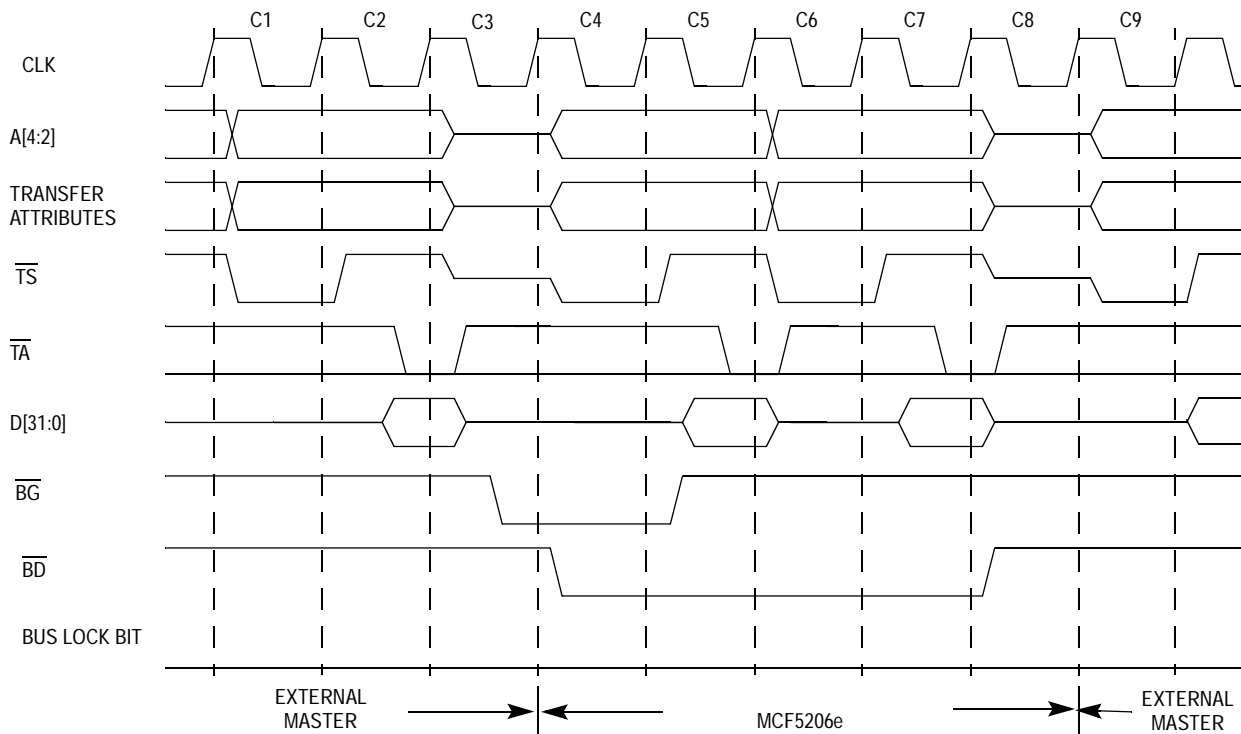 C1 C2 C3 C4 C5 C6 C7 C8 C9
CLK
A[4:2]
TRANSFER
ATTRIBUTES
TS
TA
D[31:0]
BG
BD
BUS LOCK BIT
EXTERNAL
MASTER
MCF5206e
EXTERNAL
MASTER